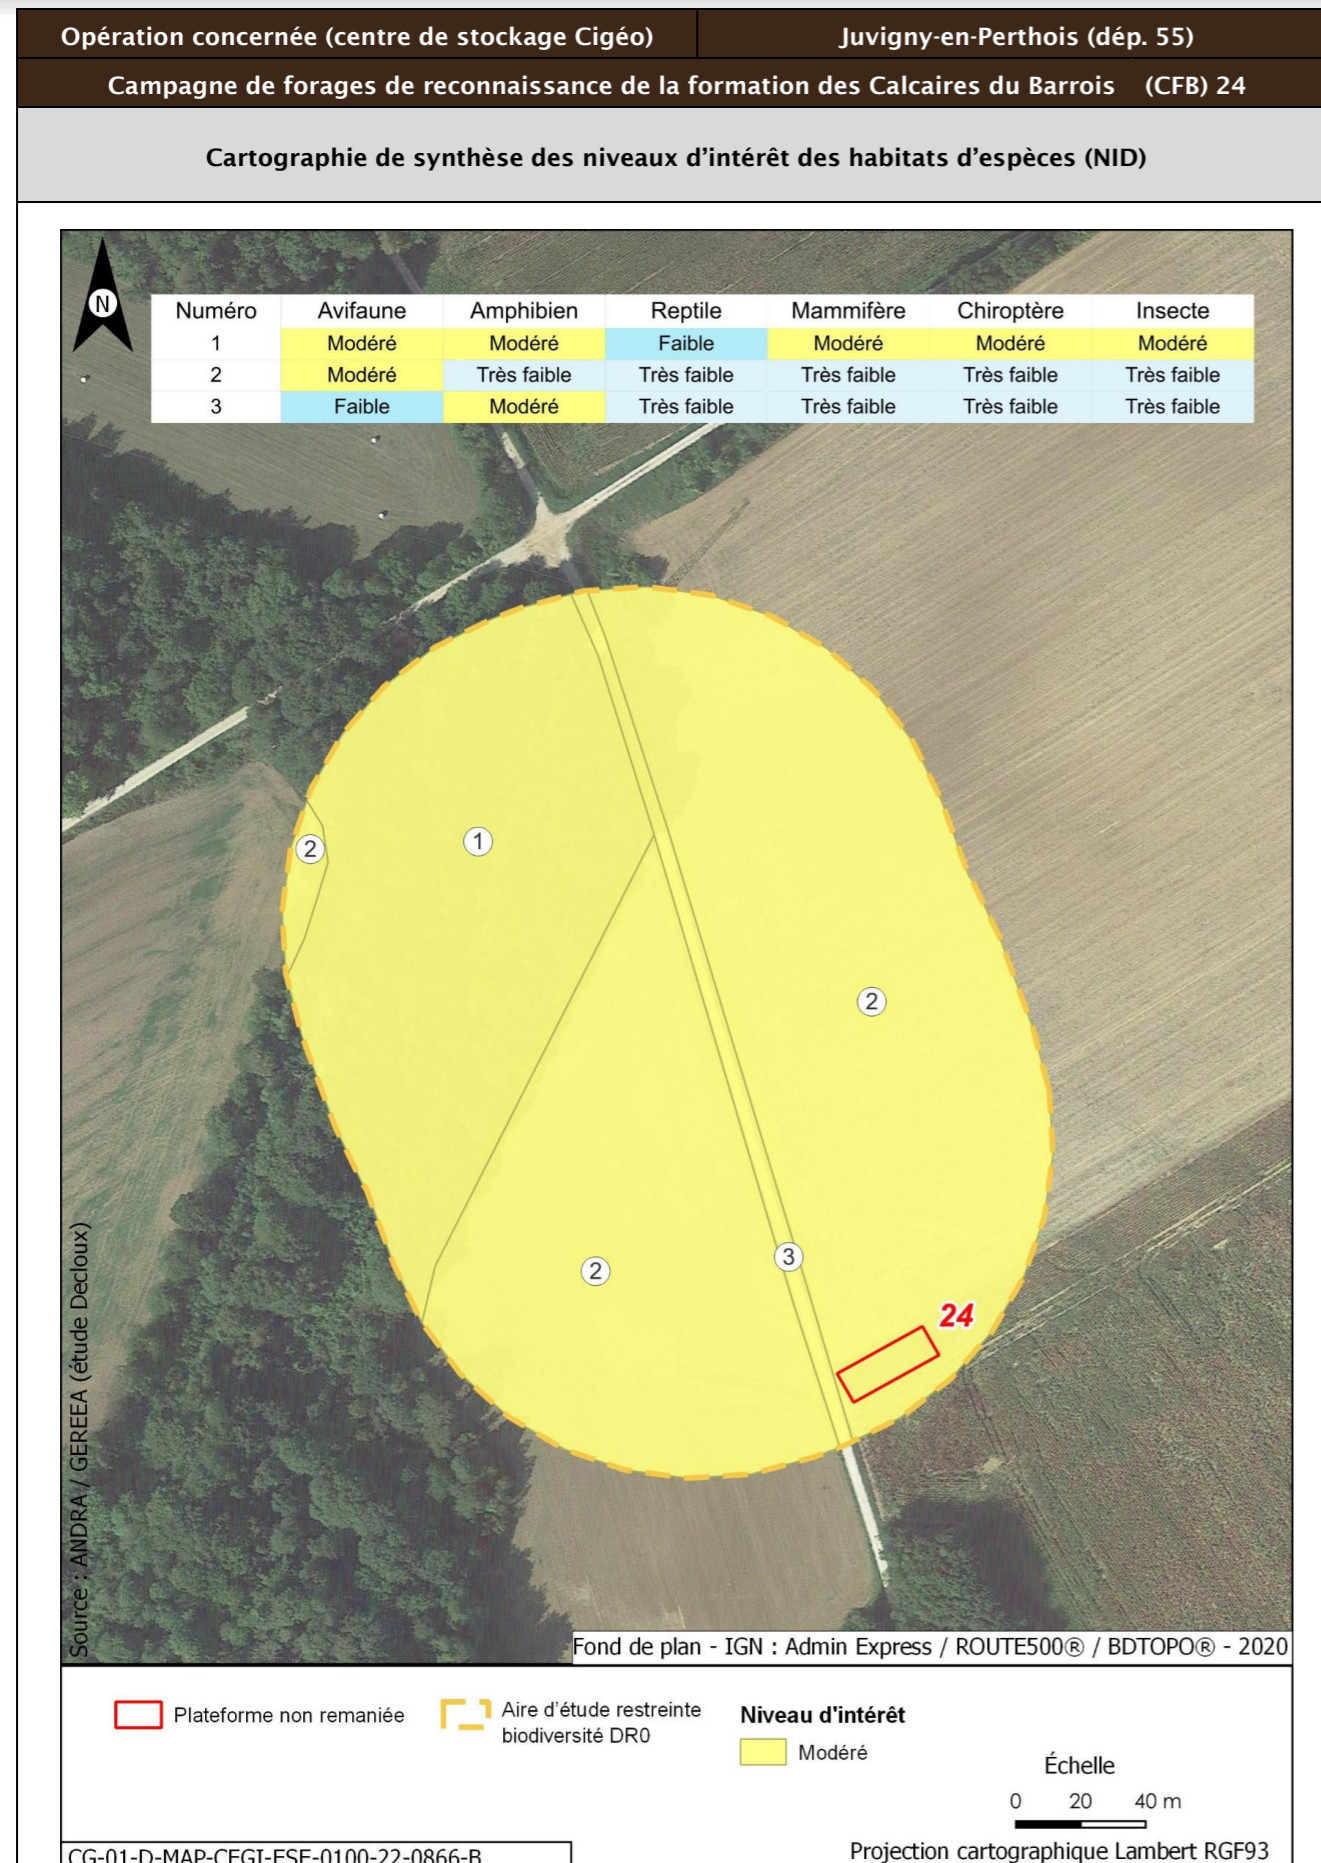 Opération concernée (centre de stockage Cigéo) Juvigny-en-Perthois (dép. 55)
Campagne de forages de reconnaissance de la formation des Calcaires du Barrois (CFB) 24
Cartographie de synthèse des niveaux d'intérêt des habitats d'espèces (NID)
N
Numéro Avifaune Amphibien Reptile Mammifère Chiroptère Insecte
1 Modéré Modéré Faible Modéré Modéré Modéré
2 Modéré Très faible Très faible Très faible Très faible Très faible
3 Faible Modéré Très faible Très faible Très faible Très faible
2
1
2
2
3
24
Source : ANDRA / GEREEA (étude Decloux)
Fond de plan - IGN : Admin Express / ROUTE500® / BDTOPO® - 2020
Plateforme non remaniée
Aire d'étude restreinte
biodiversité DR0
Niveau d'intérêt
Modéré
Échelle
0 20 40 m
Projection cartographique Lambert RGF93
CG-01-D-MAP-CEGI-ESE-0100-22-0866-B